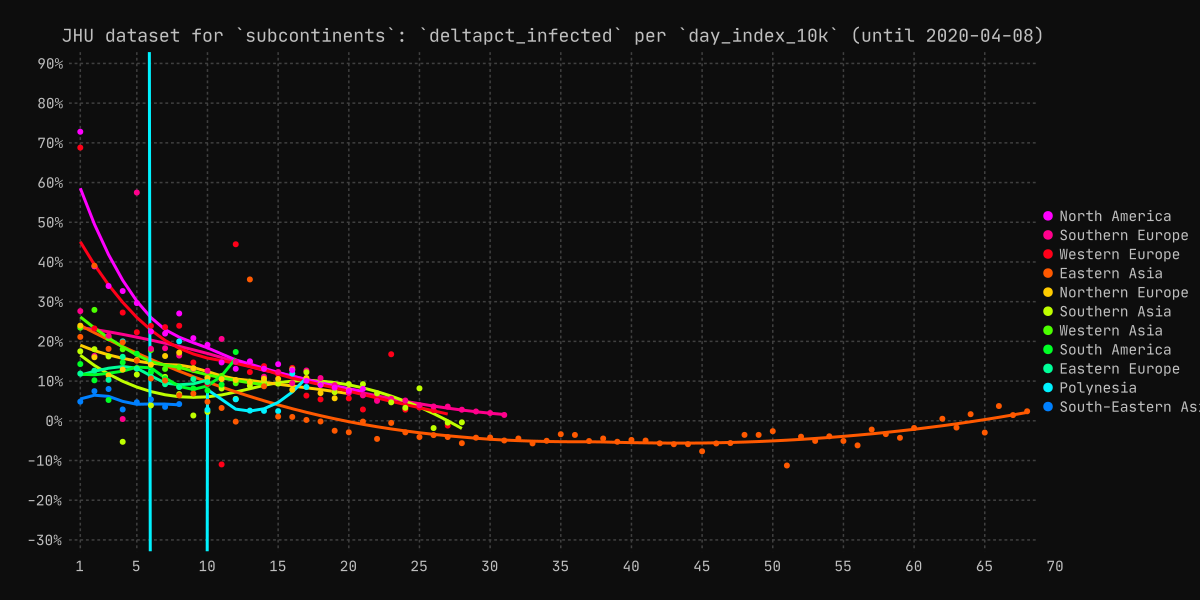 JHU dataset for `subcontinents`: `deltapct_infected` per `day_index_10k` (until 2020-04-08)
90%
80%
70%
60%
50%
40%
30%
20%
10%
0%
-10%
-20%
-30%
1 5 10 15 20 25 30 35 40 45 50 55 60 65 70
North America
Southern Europe
Western Europe
Eastern Asia
Northern Europe
Southern Asia
Western Asia
South America
Eastern Europe
Polynesia
South-Eastern Asi